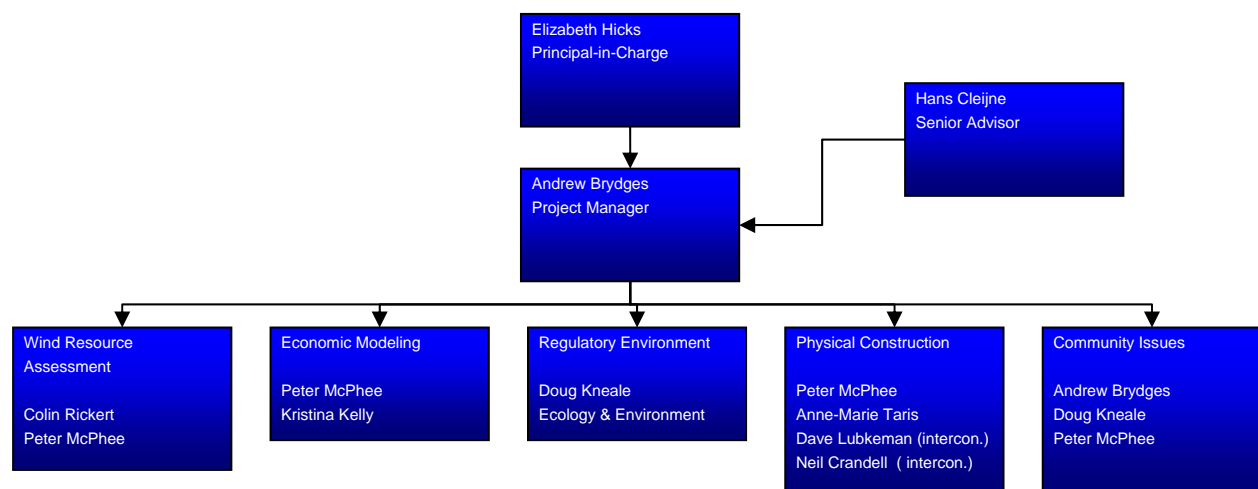 Elizabeth Hicks
Principal-in-Charge
Hans Cleijne
Senior Advisor
Andrew Brydges
Project Manager
Wind Resource
Assessment
Colin Rickert
Peter McPhee
Economic Modeling
Peter McPhee
Kristina Kelly
Regulatory Environment
Doug Kneale
Ecology & Environment
Physical Construction
Peter McPhee
Anne-Marie Taris
Dave Lubkeman (intercon.)
Neil Crandell  ( intercon.)
Community Issues
Andrew Brydges
Doug Kneale
Peter McPhee